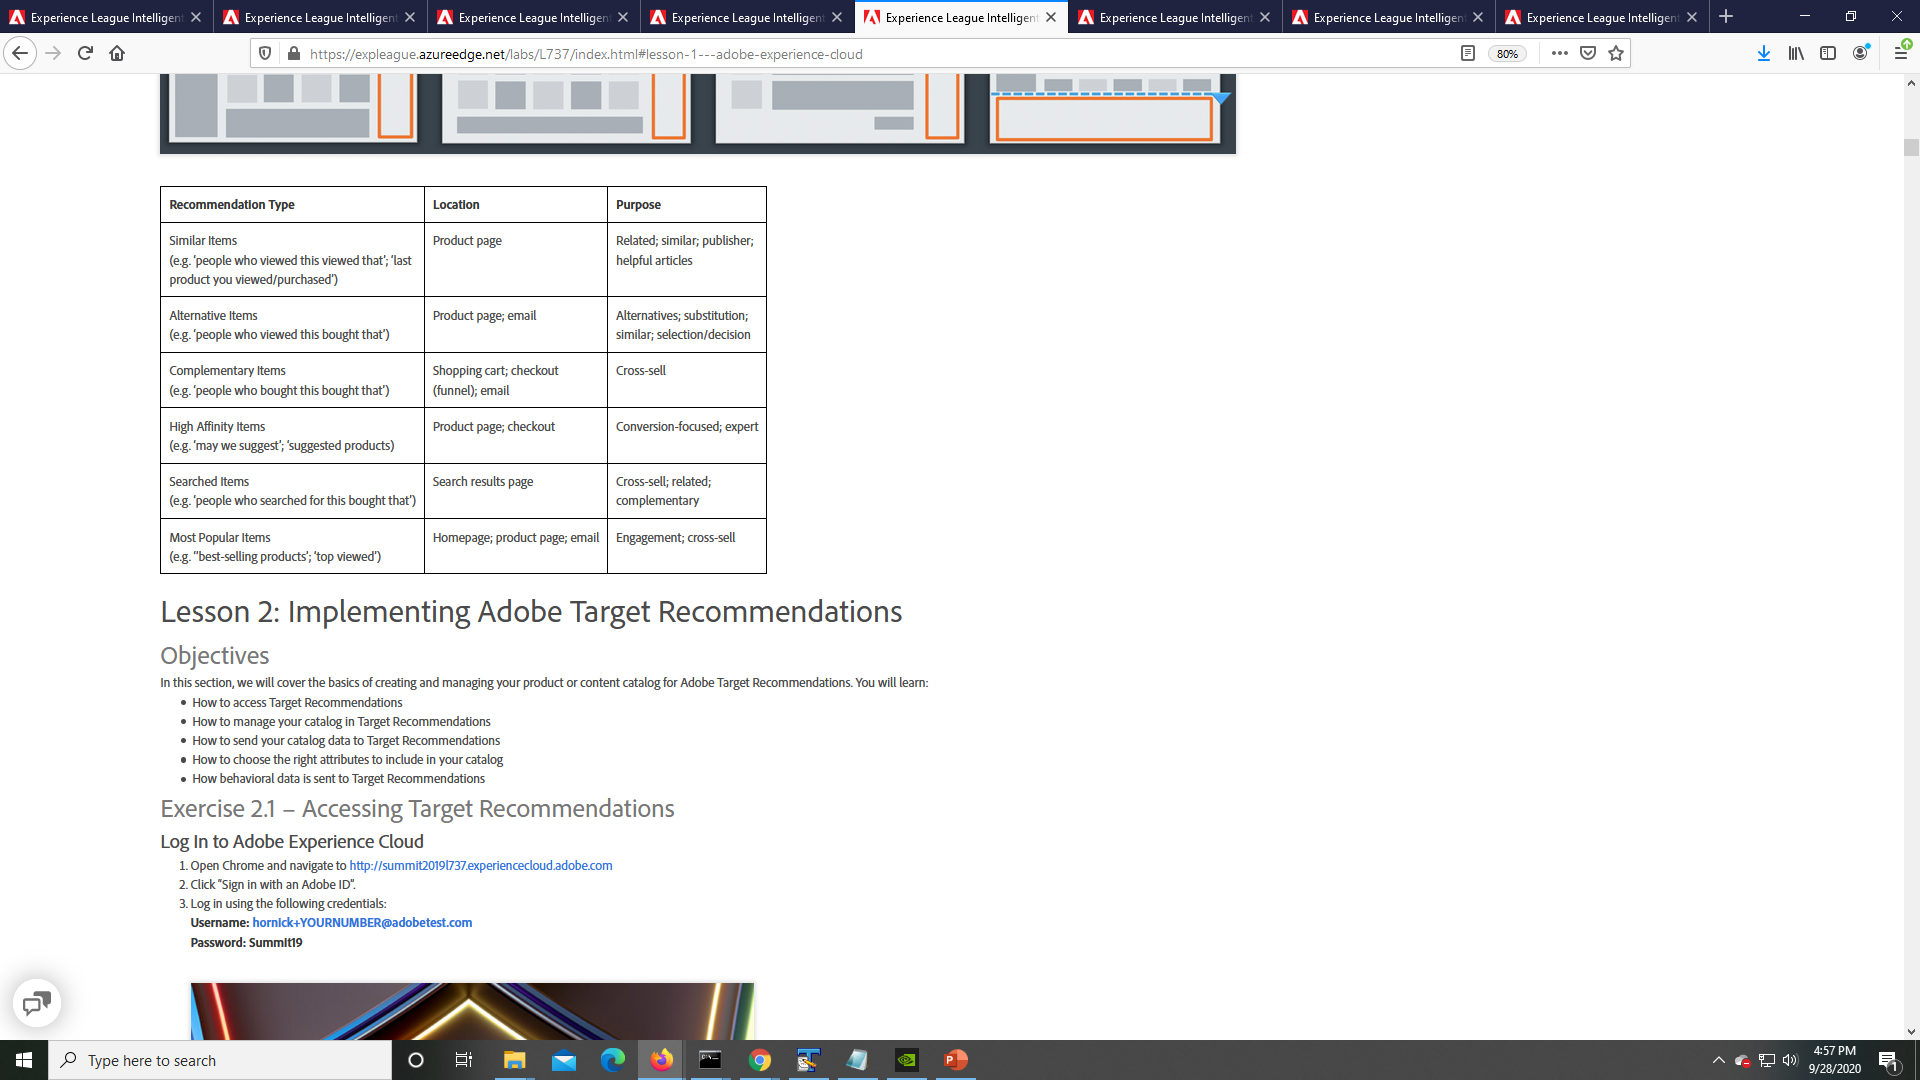 Experience League Intelligent
Experience League Intelligent
Experience League Intelligent
Experience League Intelligent
Experience League Intelligent
Experience League Intelligent
Experience League Intelligent
Experience League Intelligent
https://expleague.azureedge.net/labs/L737/index.html#lesson-1---adobe-experience-cloud
80%
Recommendation Type Location Purpose
Similar Items Product page Related; similar; publisher;
(e.g. 'people who viewed this viewed that'; 'last helpful articles
product you viewed/purchased')
Alternative Items Product page; email Alternatives; substitution;
(e.g. 'people who viewed this bought that') similar; selection/decision
Complementary Items Shopping cart; checkout Cross-sell
(e.g. 'people who bought this bought that') (funnel); email
High Affinity Items Product page; checkout Conversion-focused; expert
(e.g. 'may we suggest'; 'suggested products)
Searched Items Search results page Cross-sell; related;
(e.g. 'people who searched for this bought that') complementary
Most Popular Items Homepage; product page; email Engagement; cross-sell
(e.g. "best-selling products'; 'top viewed')
Lesson 2: Implementing Adobe Target Recommendations
Objectives
In this section, we will cover the basics of creating and managing your product or content catalog for Adobe Target Recommendations. You will learn:
• How to access Target Recommendations
• How to manage your catalog in Target Recommendations
• How to send your catalog data to Target Recommendations
• How to choose the right attributes to include in your catalog
• How behavioral data is sent to Target Recommendations
Exercise 2.1 – Accessing Target Recommendations
Log In to Adobe Experience Cloud
1. Open Chrome and navigate to http://summit2019l737.experiencecloud.adobe.com
2. Click "Sign in with an Adobe ID".
3. Log in using the following credentials:
Username: hornick+YOURNUMBER@adobetest.com
Password: Summit19
Type here to search
4:57 PM
9/28/2020
1